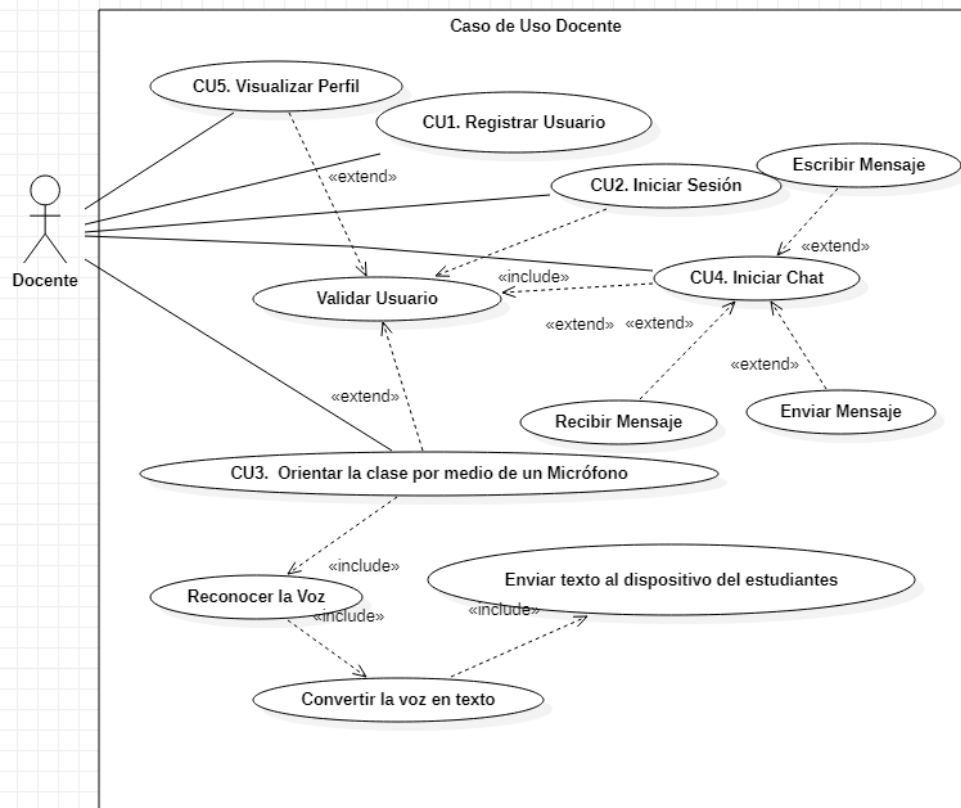 Caso de Uso Docente
CU5. Visualizar Perfil
CU1. Registrar Usuario
Escribir Mensaje
«extend»
CU2. Iniciar Sesión
«extend»
Docente
«include»
CU4. Iniciar Chat
Validar Usuario
«extend»
«extend»
«extend»
«extend»
Recibir Mensaje
Enviar Mensaje
CU3. Orientar la clase por medio de un Micrófono
«include»
Enviar texto al dispositivo del estudiantes
Reconocer la Voz
«include»
«include»
Convertir la voz en texto